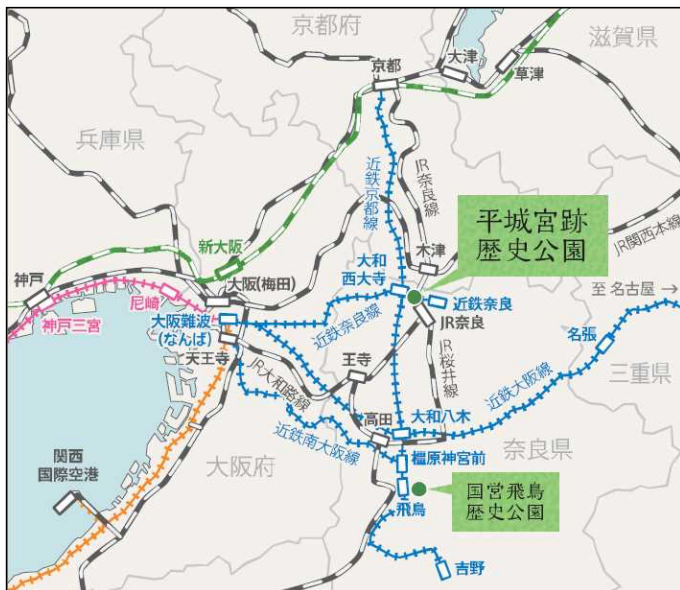 京都府
滋賀県
大津
京都
草津
兵庫県
近鉄京都線
JR奈良線
平城宮跡
歴史公園
新大阪
木津
JR関西本線
大和
西大寺
神戸
大阪(梅田)
尼崎
神戸三宮
至 名古屋 →
近鉄奈良
大阪難波
(なんば)
近鉄奈良線
JR奈良
名張
天王寺
JR大和路線
王寺
JR桜井線
近鉄大阪線
三重県
大和八木
高田
近鉄南大阪線
奈良県
関西
国際空港
大阪府
橿原神宮前
国営飛鳥
歴史公園
飛鳥
吉野